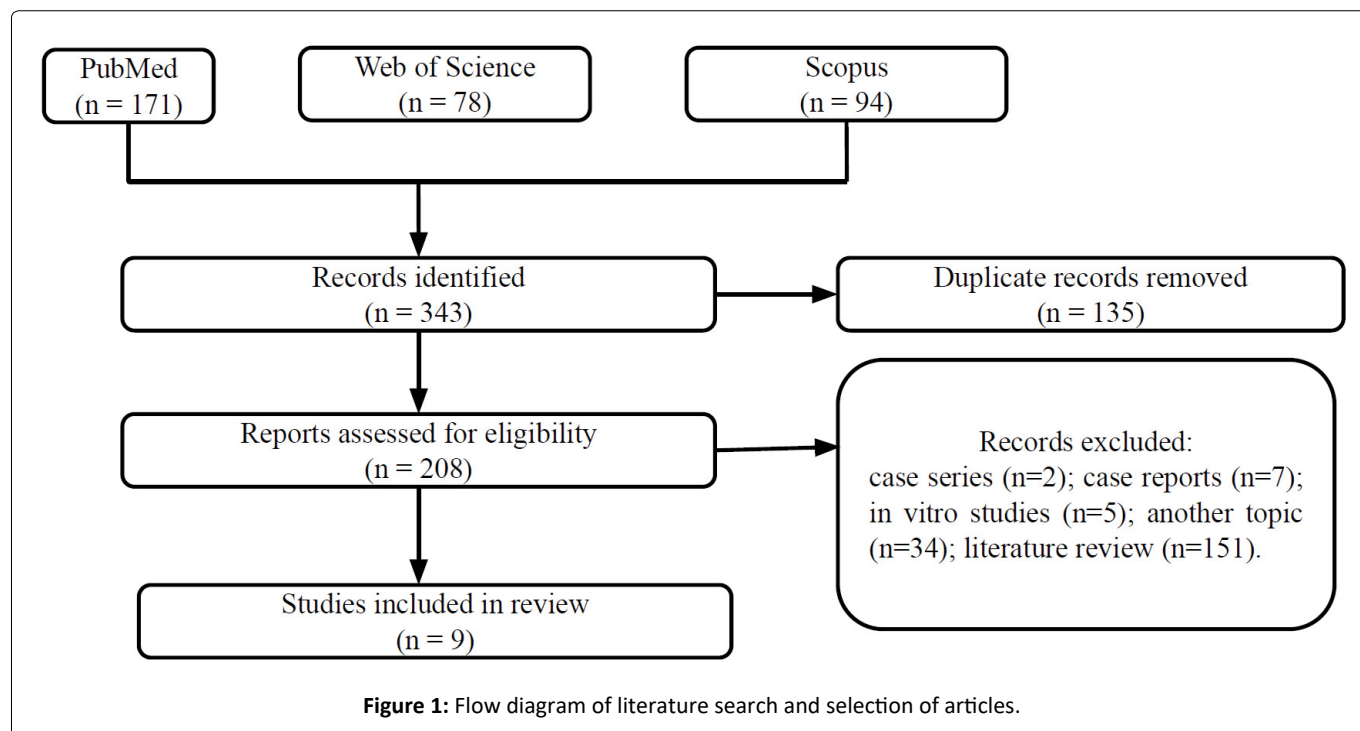 PubMed
(n = 171)
Web of Science
(n = 78)
Scopus
(n = 94)
Records identified
(n = 343)
Duplicate records removed
(n = 135)
Reports assessed for eligibility
(n = 208)
Records excluded:
case series (n=2); case reports (n=7);
in vitro studies (n=5); another topic
(n=34); literature review (n=151).
Studies included in review
(n = 9)
Figure 1: Flow diagram of literature search and selection of articles.